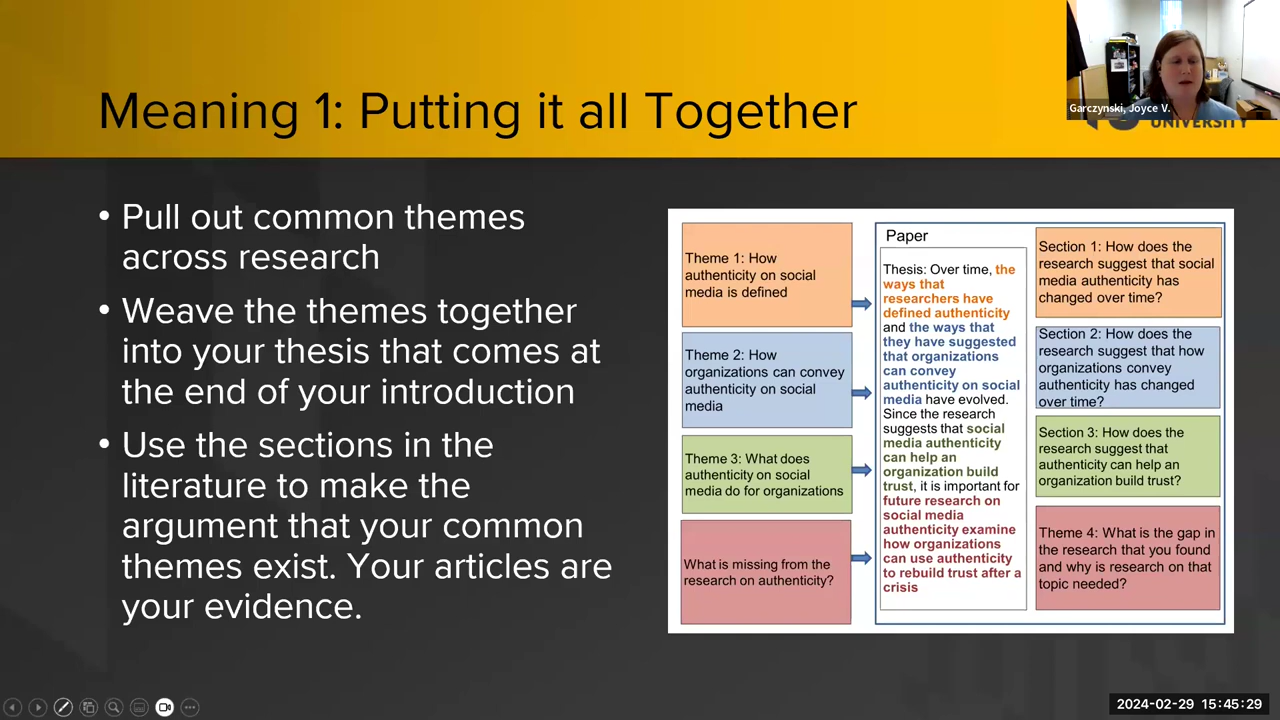 Meaning 1: Putting it all Together
Garczynski, Joyce V.
UNIVERSITY
• Pull out common themes
across research
• Weave the themes together
into your thesis that comes at
the end of your introduction
• Use the sections in the
literature to make the
argument that your common
themes exist. Your articles are
your evidence.
Theme 1: How
authenticity on social
media is defined
Theme 2: How
organizations can convey
authenticity on social
media
Theme 3: What does
authenticity on social
media do for organizations
What is missing from the
research on authenticity?
Paper
Thesis: Over time, the
ways that
researchers have
defined authenticity
and the ways that
they have suggested
that organizations
can convey
authenticity on social
media have evolved.
Since the research
suggests that social
media authenticity
can help an
organization build
trust, it is important for
future research on
social media
authenticity examine
how organizations
can use authenticity
to rebuild trust after a
crisis
Section 1: How does the
research suggest that social
media authenticity has
changed over time?
Section 2: How does the
research suggest that how
organizations convey
authenticity has changed
over time?
Section 3: How does the
research suggest that
authenticity can help an
organization build trust?
Theme 4: What is the gap in
the research that you found
and why is research on that
topic needed?
2024-02-29 15:45:29